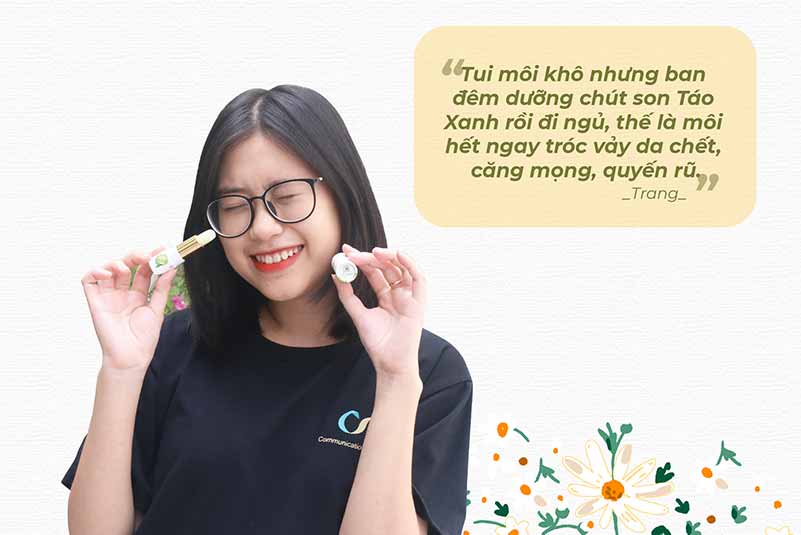 “Tui môi khô nhưng ban
đêm dưỡng chút son Táo
Xanh rồi đi ngủ, thế là môi
hết ngay tróc vảy da chết,
căng mọng, quyến rũ.”
_Trang_
Communicatio